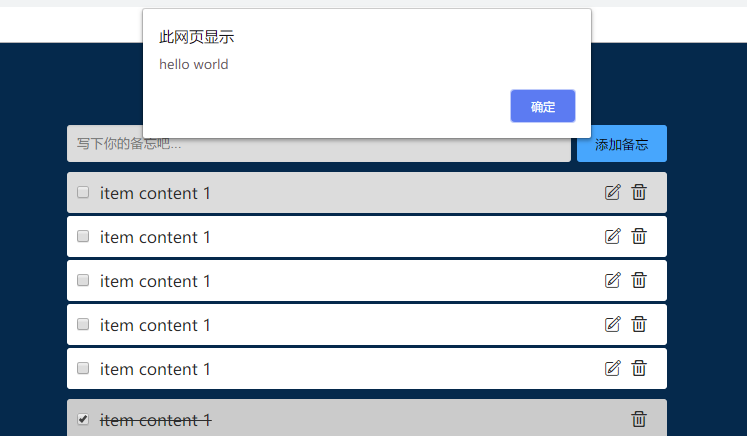 此网页显示
hello world
确定
写下你的备忘吧...
添加备忘
item content 1
item content 1
item content 1
item content 1
item content 1
item content 1